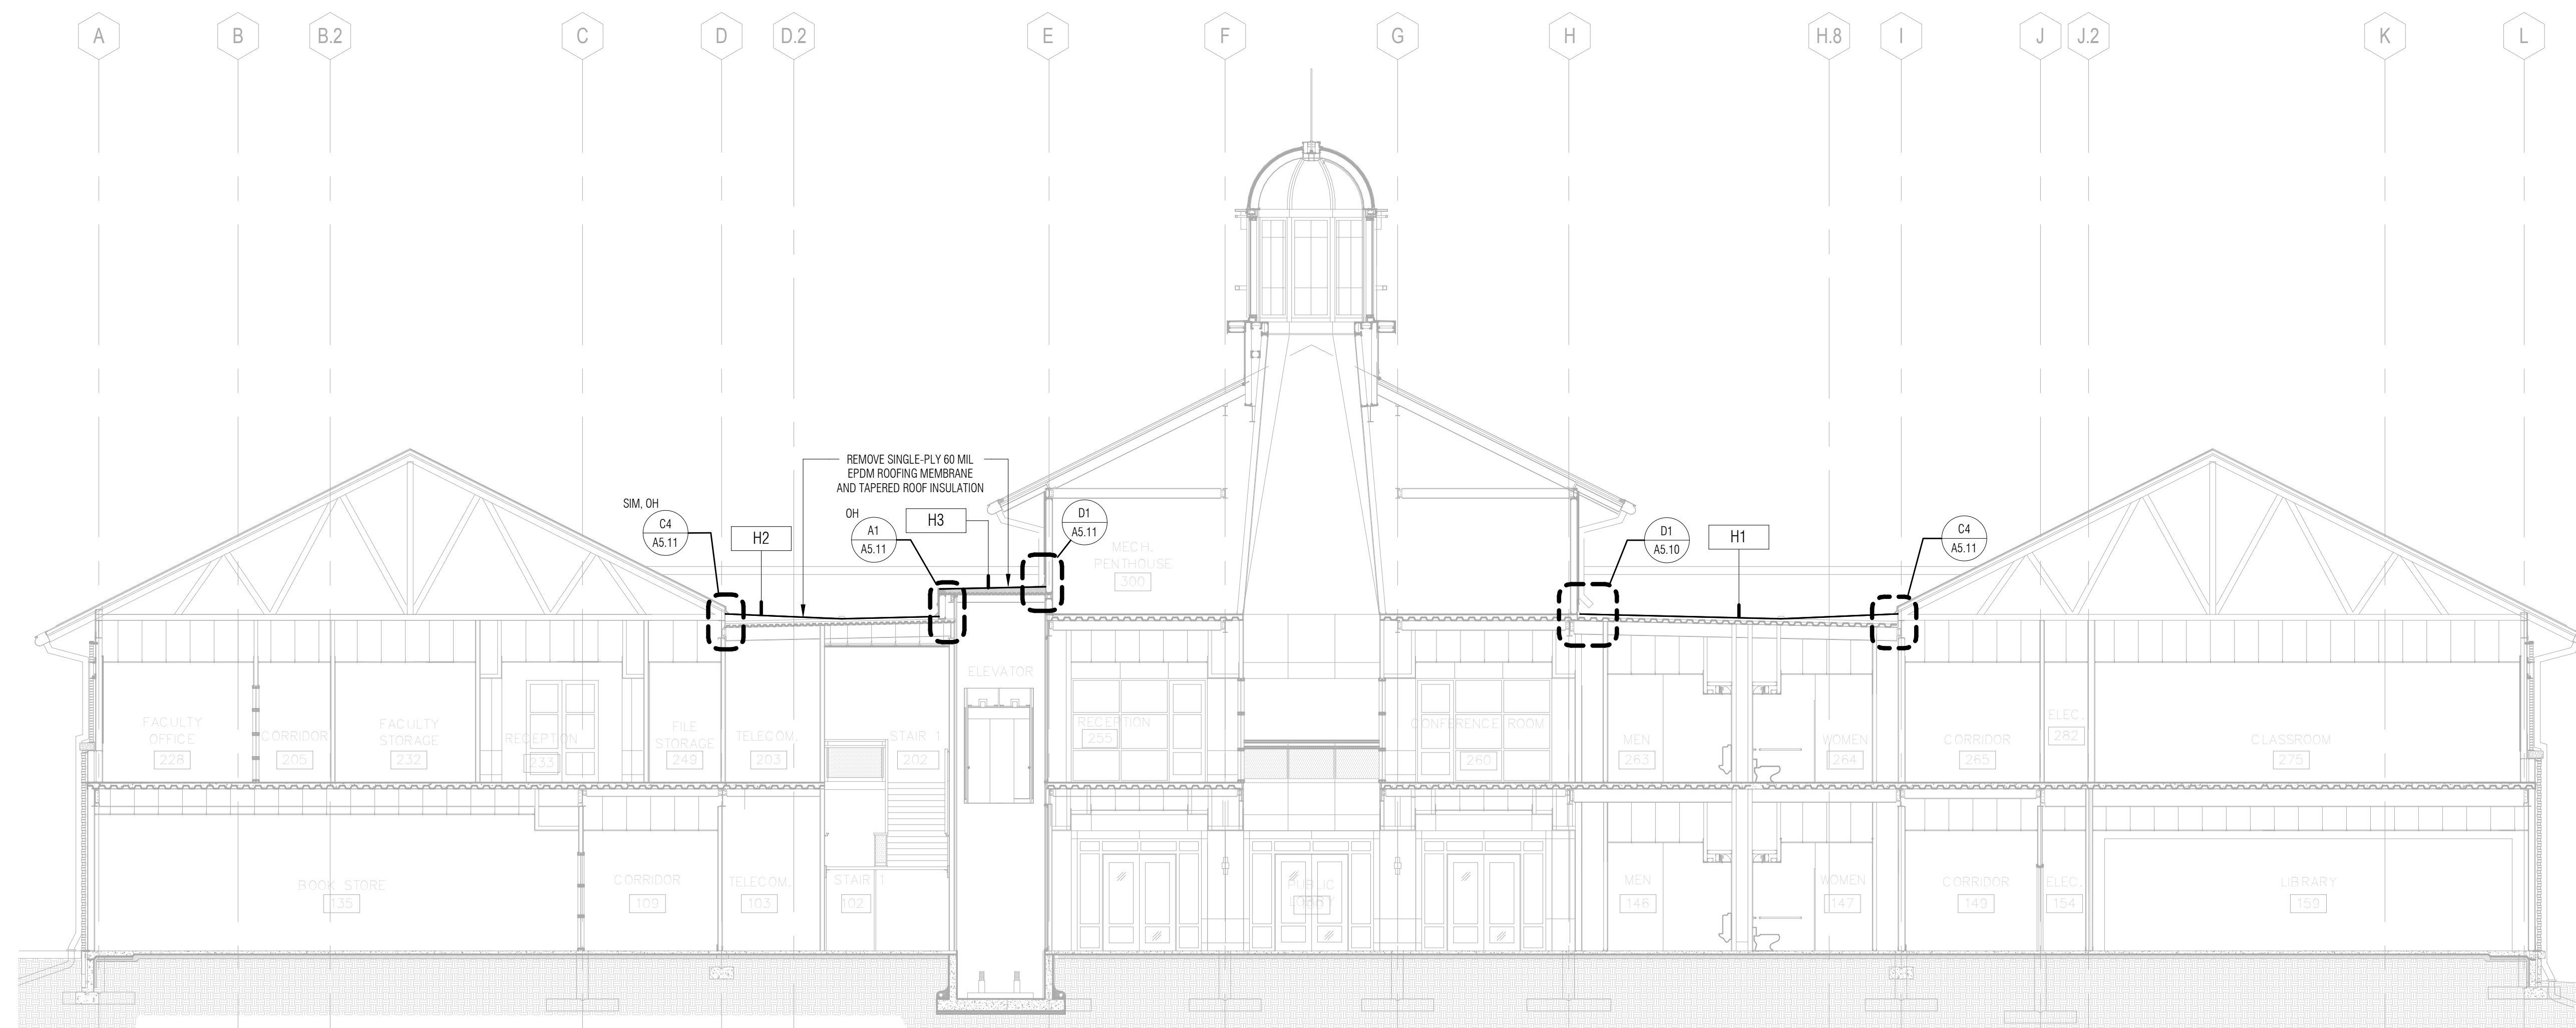 A
B
B.2
C
D
D.2
E
F
G
H
H.8
I
J
J.2
K
L
REMOVE SINGLE-PLY 60 MIL
EPDM ROOFING MEMBRANE
AND TAPERED ROOF INSULATION
SIM, OH
C4
A5.11
H2
OH
A1
A5.11
H3
D1
A5.11
D1
A5.10
H1
C4
A5.11
MECH.
PENTHOUSE
300
ELEVATOR
FACULTY
OFFICE
228
CORRIDOR
205
FACULTY
STORAGE
232
RECEPTION
233
FILE
STORAGE
249
TELECOM.
203
STAIR 1
202
RECEPTION
255
CONFERENCE ROOM
260
MEN
263
WOMEN
264
CORRIDOR
265
ELEC.
282
CLASSROOM
275
BOOK STORE
135
CORRIDOR
109
TELECOM.
103
STAIR 1
102
PUBLIC
LOBBY
MEN
146
WOMEN
147
CORRIDOR
149
ELEC.
154
LIBRARY
159